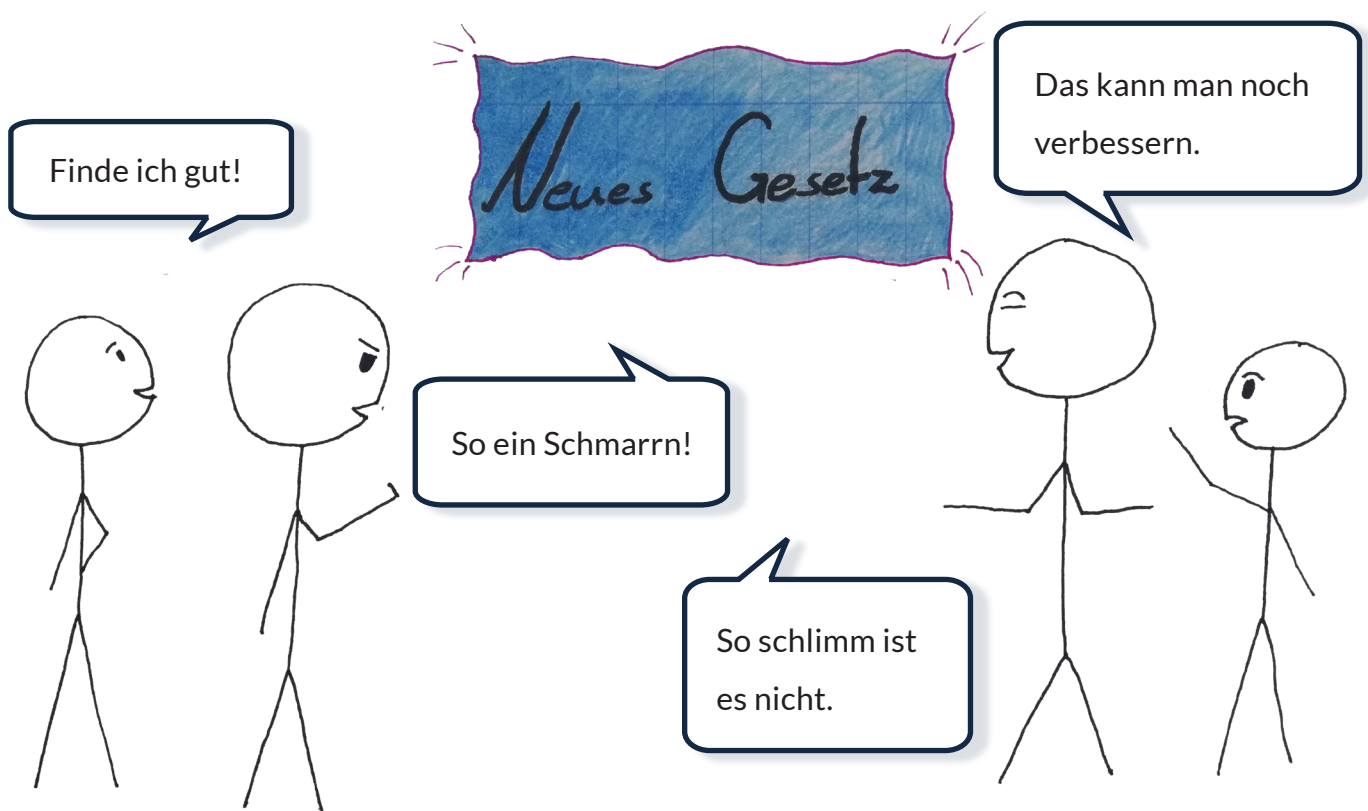 Neues Gesetz
Das kann man noch
verbessern.
Finde ich gut!
So ein Schmarrn!
So schlimm ist
es nicht.